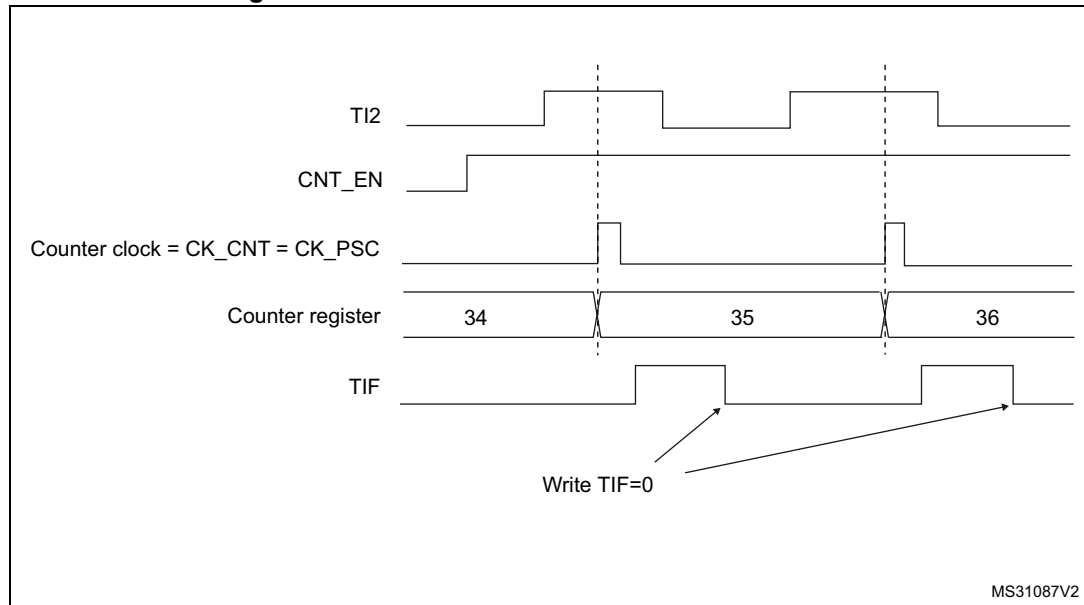 TI2
CNT_EN
Counter clock = CK_CNT = CK_PSC
Counter register 34 35 36
TIF
Write TIF=0
MS31087V2